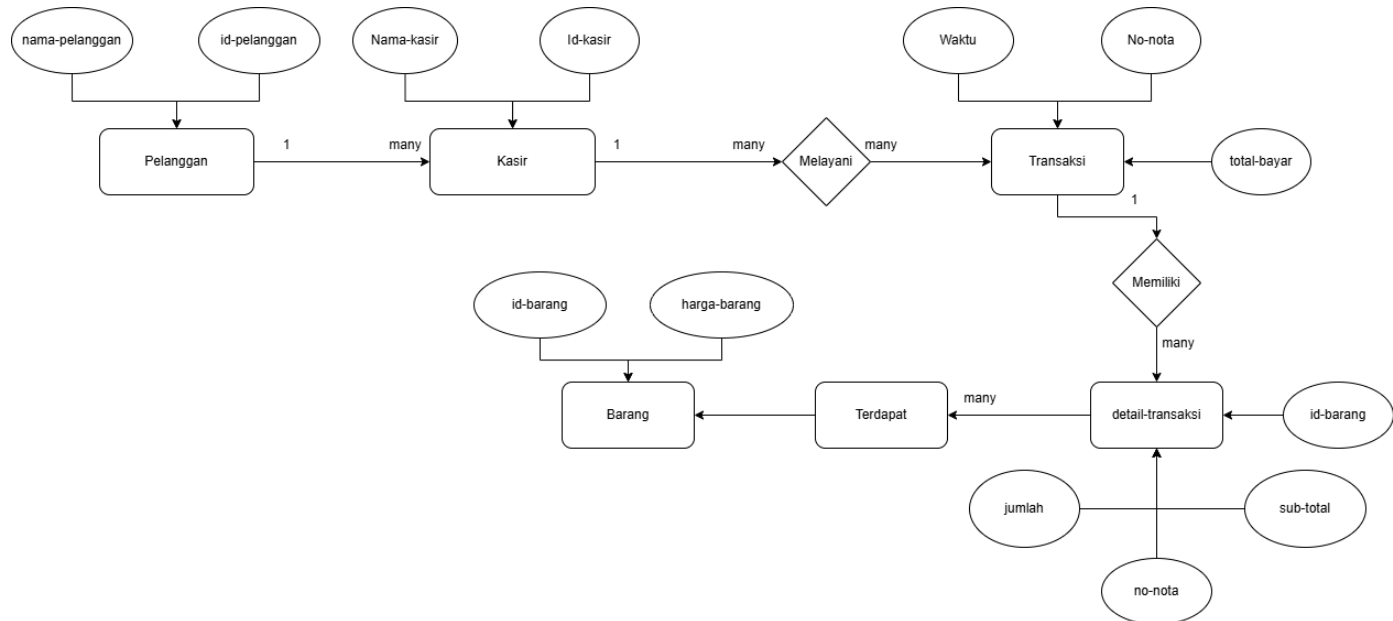 nama-pelanggan
id-pelanggan
Nama-kasir
Id-kasir
Waktu
No-nota
Pelanggan
1
many
Kasir
1
many
Melayani
many
Transaksi
total-bayar
1
Memiliki
many
id-barang
harga-barang
Barang
Terdapat
many
detail-transaksi
id-barang
jumlah
sub-total
no-nota